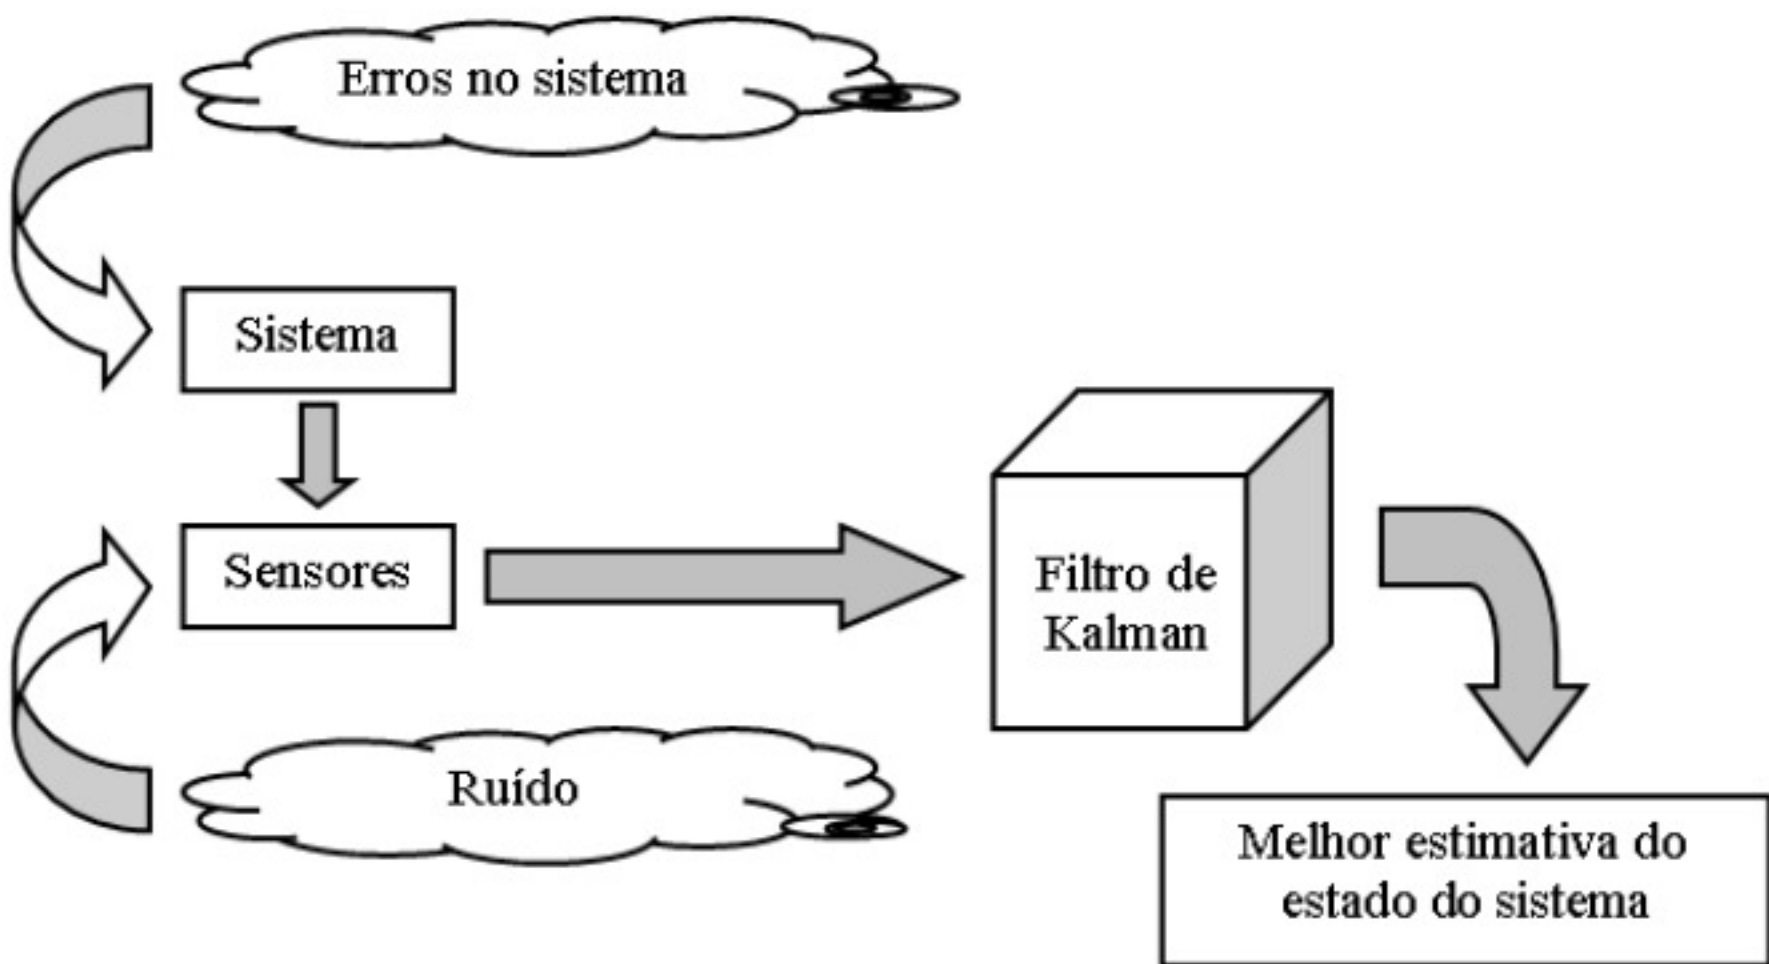 Erros no sistema
Sistema
Sensores
Filtro de
Kalman
Ruído
Melhor estimativa do
estado do sistema